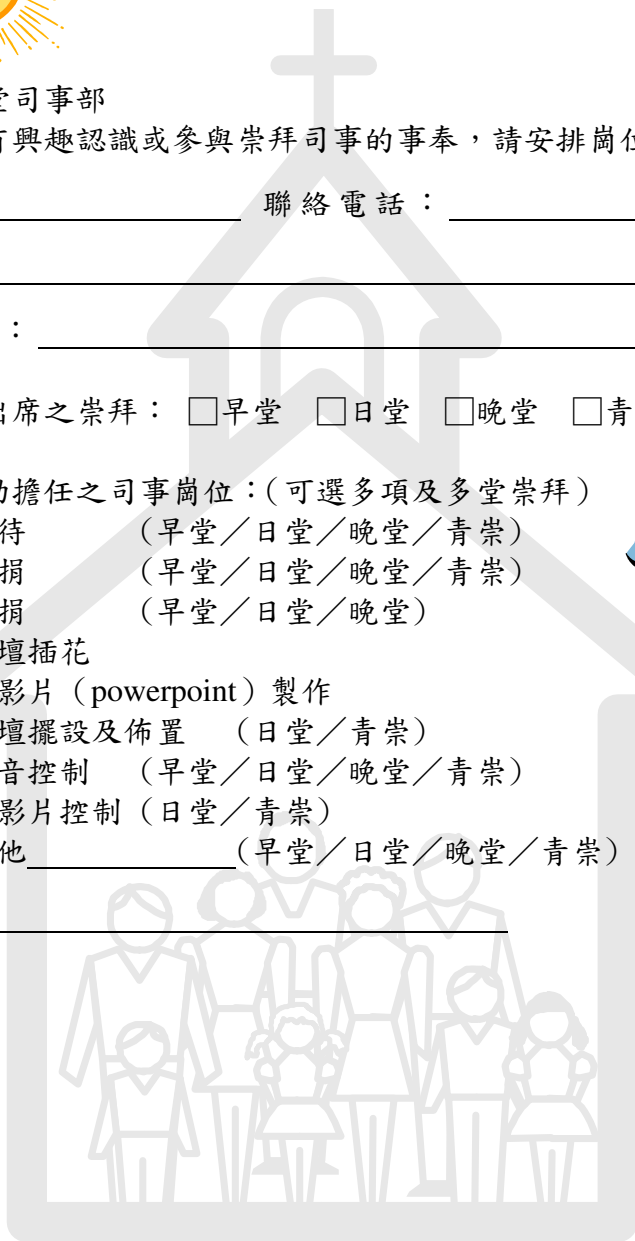 堂司事部
有興趣認識或參與崇拜司事的事奉，請安排崗位
聯絡電話：
：
出席之崇拜： □早堂 □日堂 □晚堂 □青
助擔任之司事崗位：（可選多項及多堂崇拜）
待 （早堂／日堂／晚堂／青崇）
捐 （早堂／日堂／晚堂／青崇）
捐 （早堂／日堂／晚堂）
壇插花
影片（powerpoint）製作
壇擺設及佈置 （日堂／青崇）
音控制 （早堂／日堂／晚堂／青崇）
影片控制（日堂／青崇）
他＿＿＿＿＿＿（早堂／日堂／晚堂／青崇）